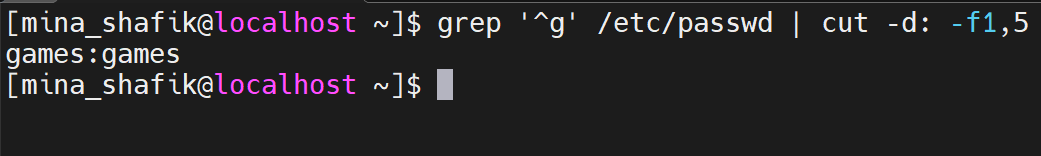 [mina_shafik@localhost ~]$ grep '^g' /etc/passwd | cut -d: -f1,5
games:games
[mina_shafik@localhost ~]$